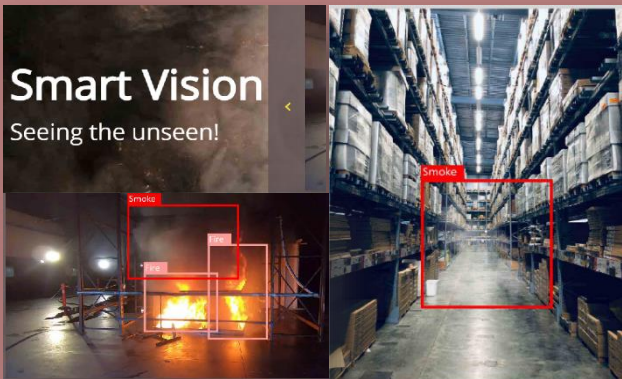 Smart Vision
Seeing the unseen!
<
Smoke
Fire
Fire
Smoke